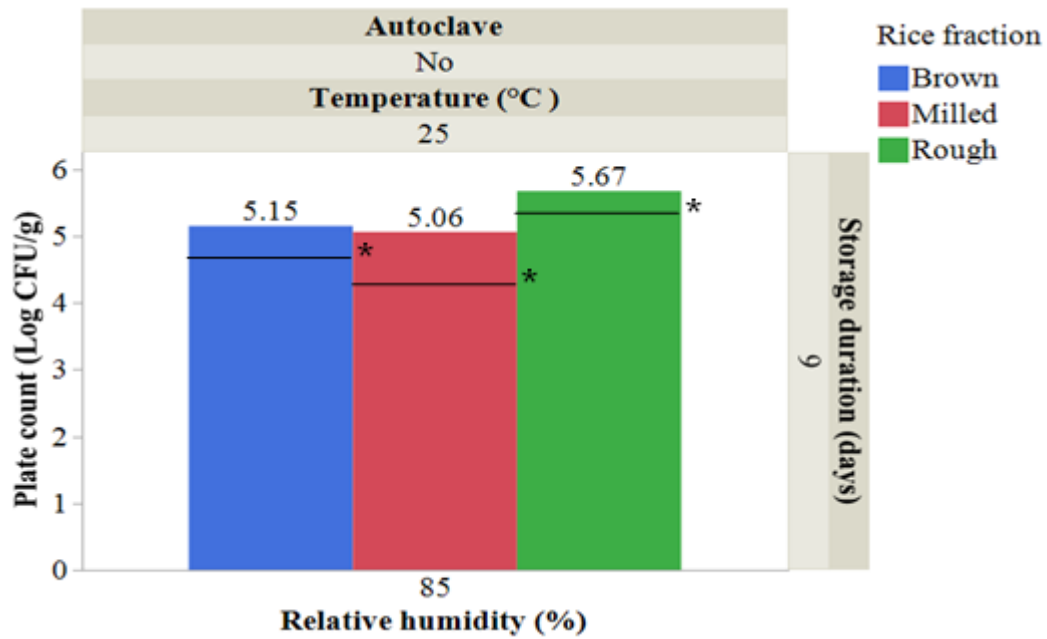 Autoclave
No
Temperature (°C )
25
Rice fraction
Brown
Milled
Rough
Plate count (Log CFU/g)
6
5
4
3
2
1
0
5.15
*
5.06
*
5.67
*
9
Storage duration (days)
85
Relative humidity (%)